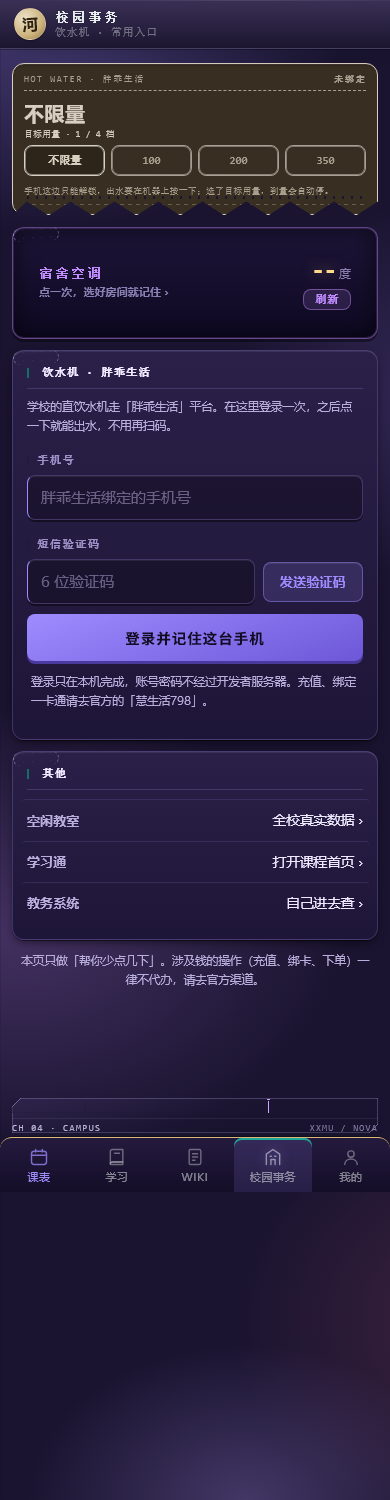 河
校园事务
饮水机 · 常用入口
HOT WATER · 胖乖生活
未绑定
不限量
目标用量 · 1 / 4 档
不限量
100
200
350
手机这边只能解锁，出水要在机器上按一下；选了目标用量，到量会自动停。
宿舍空调
点一次，选好房间就记住 ›
-- 度
刷新
饮水机 · 胖乖生活
学校的直饮水机走「胖乖生活」平台。在这里登录一次，之后点
一下就能出水，不用再扫码。
手机号
胖乖生活绑定的手机号
短信验证码
6 位验证码
发送验证码
登录并记住这台手机
登录只在本机完成，账号密码不经过开发者服务器。充值、绑定
一卡通请去官方的「慧生活798」。
其他
空闲教室
全校真实数据 ›
学习通
打开课程首页 ›
教务系统
自己进去查 ›
本页只做「帮你少点几下」。涉及钱的操作（充值、绑卡、下单）一
律不代办，请去官方渠道。
CH 04 · CAMPUS
XXMU / NOVA
课表
学习
WIKI
校园事务
我的